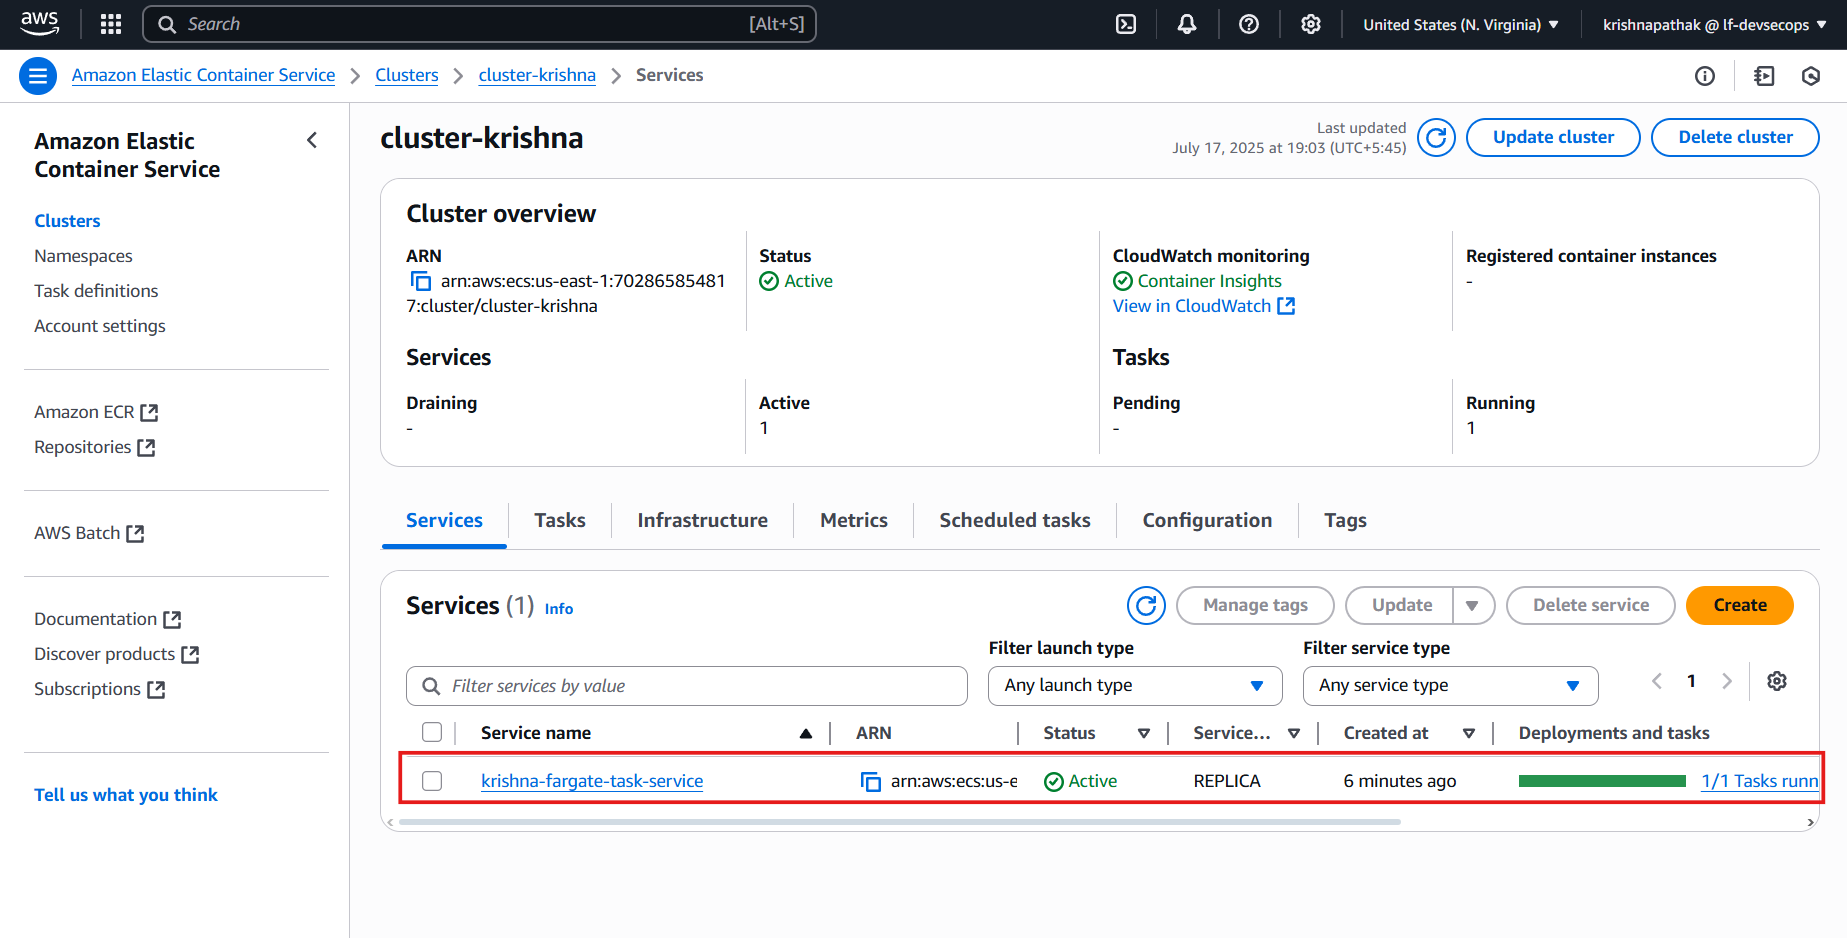 aws
Search
[Alt+S]
United States (N. Virginia)
krishnapathak @ lf-devsecops
Amazon Elastic Container Service
Clusters
cluster-krishna
Services
Amazon Elastic
Container Service
Clusters
Namespaces
Task definitions
Account settings
Amazon ECR
Repositories
AWS Batch
Documentation
Discover products
Subscriptions
Tell us what you think
cluster-krishna
Last updated
July 17, 2025 at 19:03 (UTC+5:45)
Update cluster
Delete cluster
Cluster overview
ARN
arn:aws:ecs:us-east-1:70286585481
7:cluster/cluster-krishna
Status
Active
CloudWatch monitoring
Container Insights
View in CloudWatch
Registered container instances
-
Services
Tasks
Draining
-
Active
1
Pending
-
Running
1
Services
Tasks
Infrastructure
Metrics
Scheduled tasks
Configuration
Tags
Services (1) Info
Manage tags
Update
Delete service
Create
Filter launch type
Filter service type
Filter services by value
Any launch type
Any service type
1
Service name
ARN
Status
Service...
Created at
Deployments and tasks
krishna-fargate-task-service
arn:aws:ecs:us-e
Active
REPLICA
6 minutes ago
1/1 Tasks runn